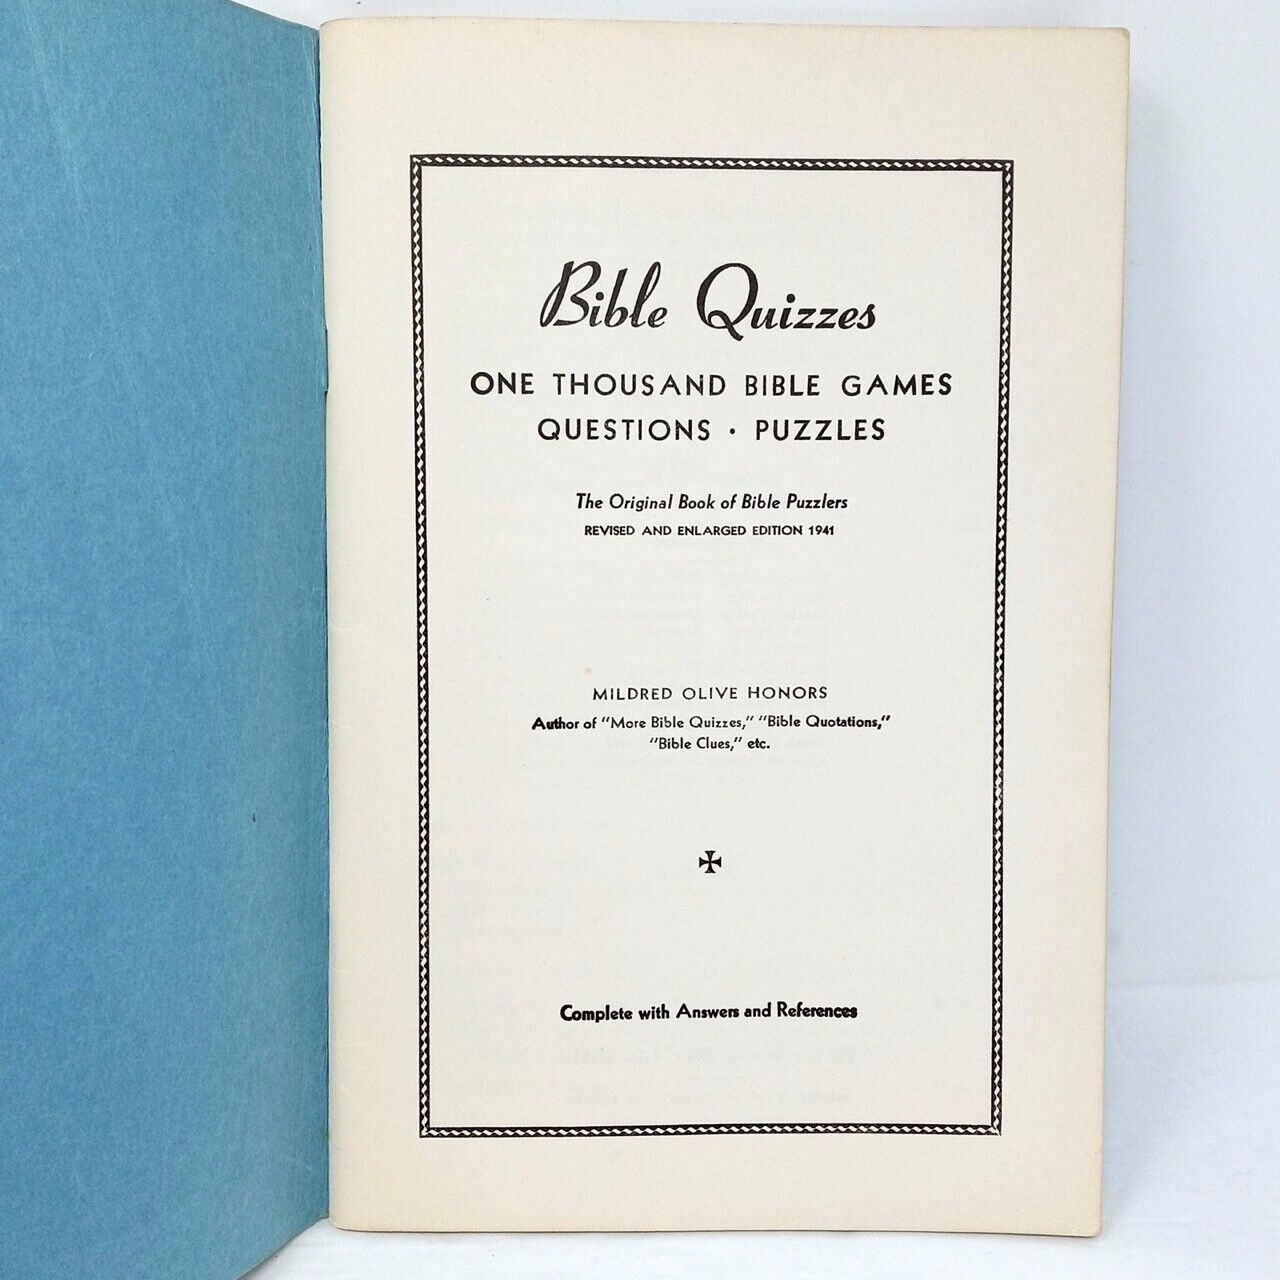 Bible Quizzes
ONE THOUSAND BIBLE GAMES
QUESTIONS · PUZZLES
The Original Book of Bible Puzzlers
REVISED AND ENLARGED EDITION 1941
MILDRED OLIVE HONORS
Author of "More Bible Quizzes," "Bible Quotations,"
"Bible Clues," etc.
Complete with Answers and References